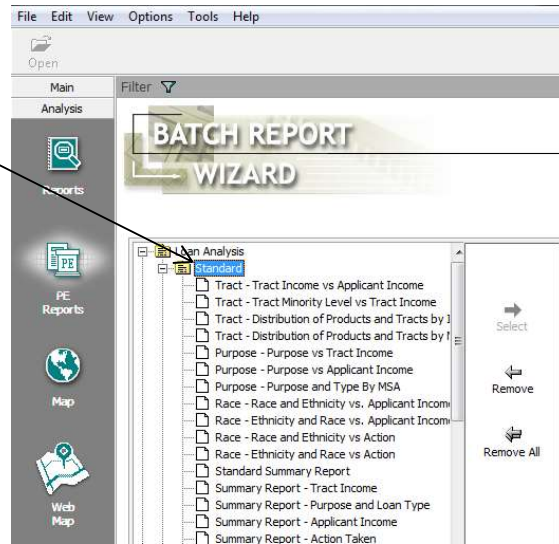 File Edit View Options Tools Help
Open
Main
Filter
Analysis
BATCH REPORT
WIZARD
Reports
PE
PE
Reports
Map
Web
Map
Loan Analysis
Standard
Tract - Tract Income vs Applicant Income
Tract - Tract Minority Level vs Tract Income
Tract - Distribution of Products and Tracts by
Tract - Distribution of Products and Tracts by
Purpose - Purpose vs Tract Income
Purpose - Purpose vs Applicant Income
Purpose - Purpose and Type By MSA
Race - Race and Ethnicity vs. Applicant
Race - Ethnicity and Race vs. Applicant
Race - Race and Ethnicity vs Action
Race - Ethnicity and Race vs Action
Standard Summary Report
Summary Report - Tract Income
Summary Report - Purpose and Loan Type
Summary Report - Applicant Income
Summary Report - Action Taken
Select
Remove
Remove All